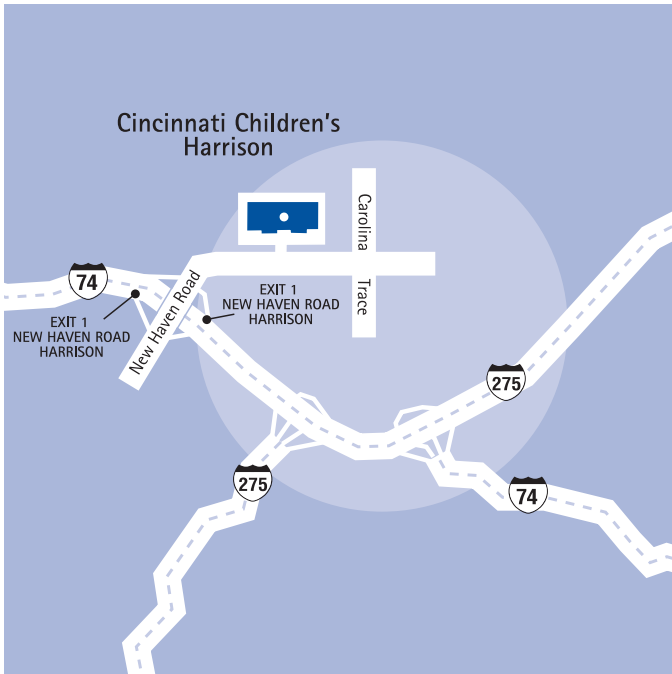 Cincinnati Children's
Harrison
Carolina Trace
74
New Haven Road
EXIT 1
NEW HAVEN ROAD
HARRISON
EXIT 1
NEW HAVEN ROAD
HARRISON
275
275
74